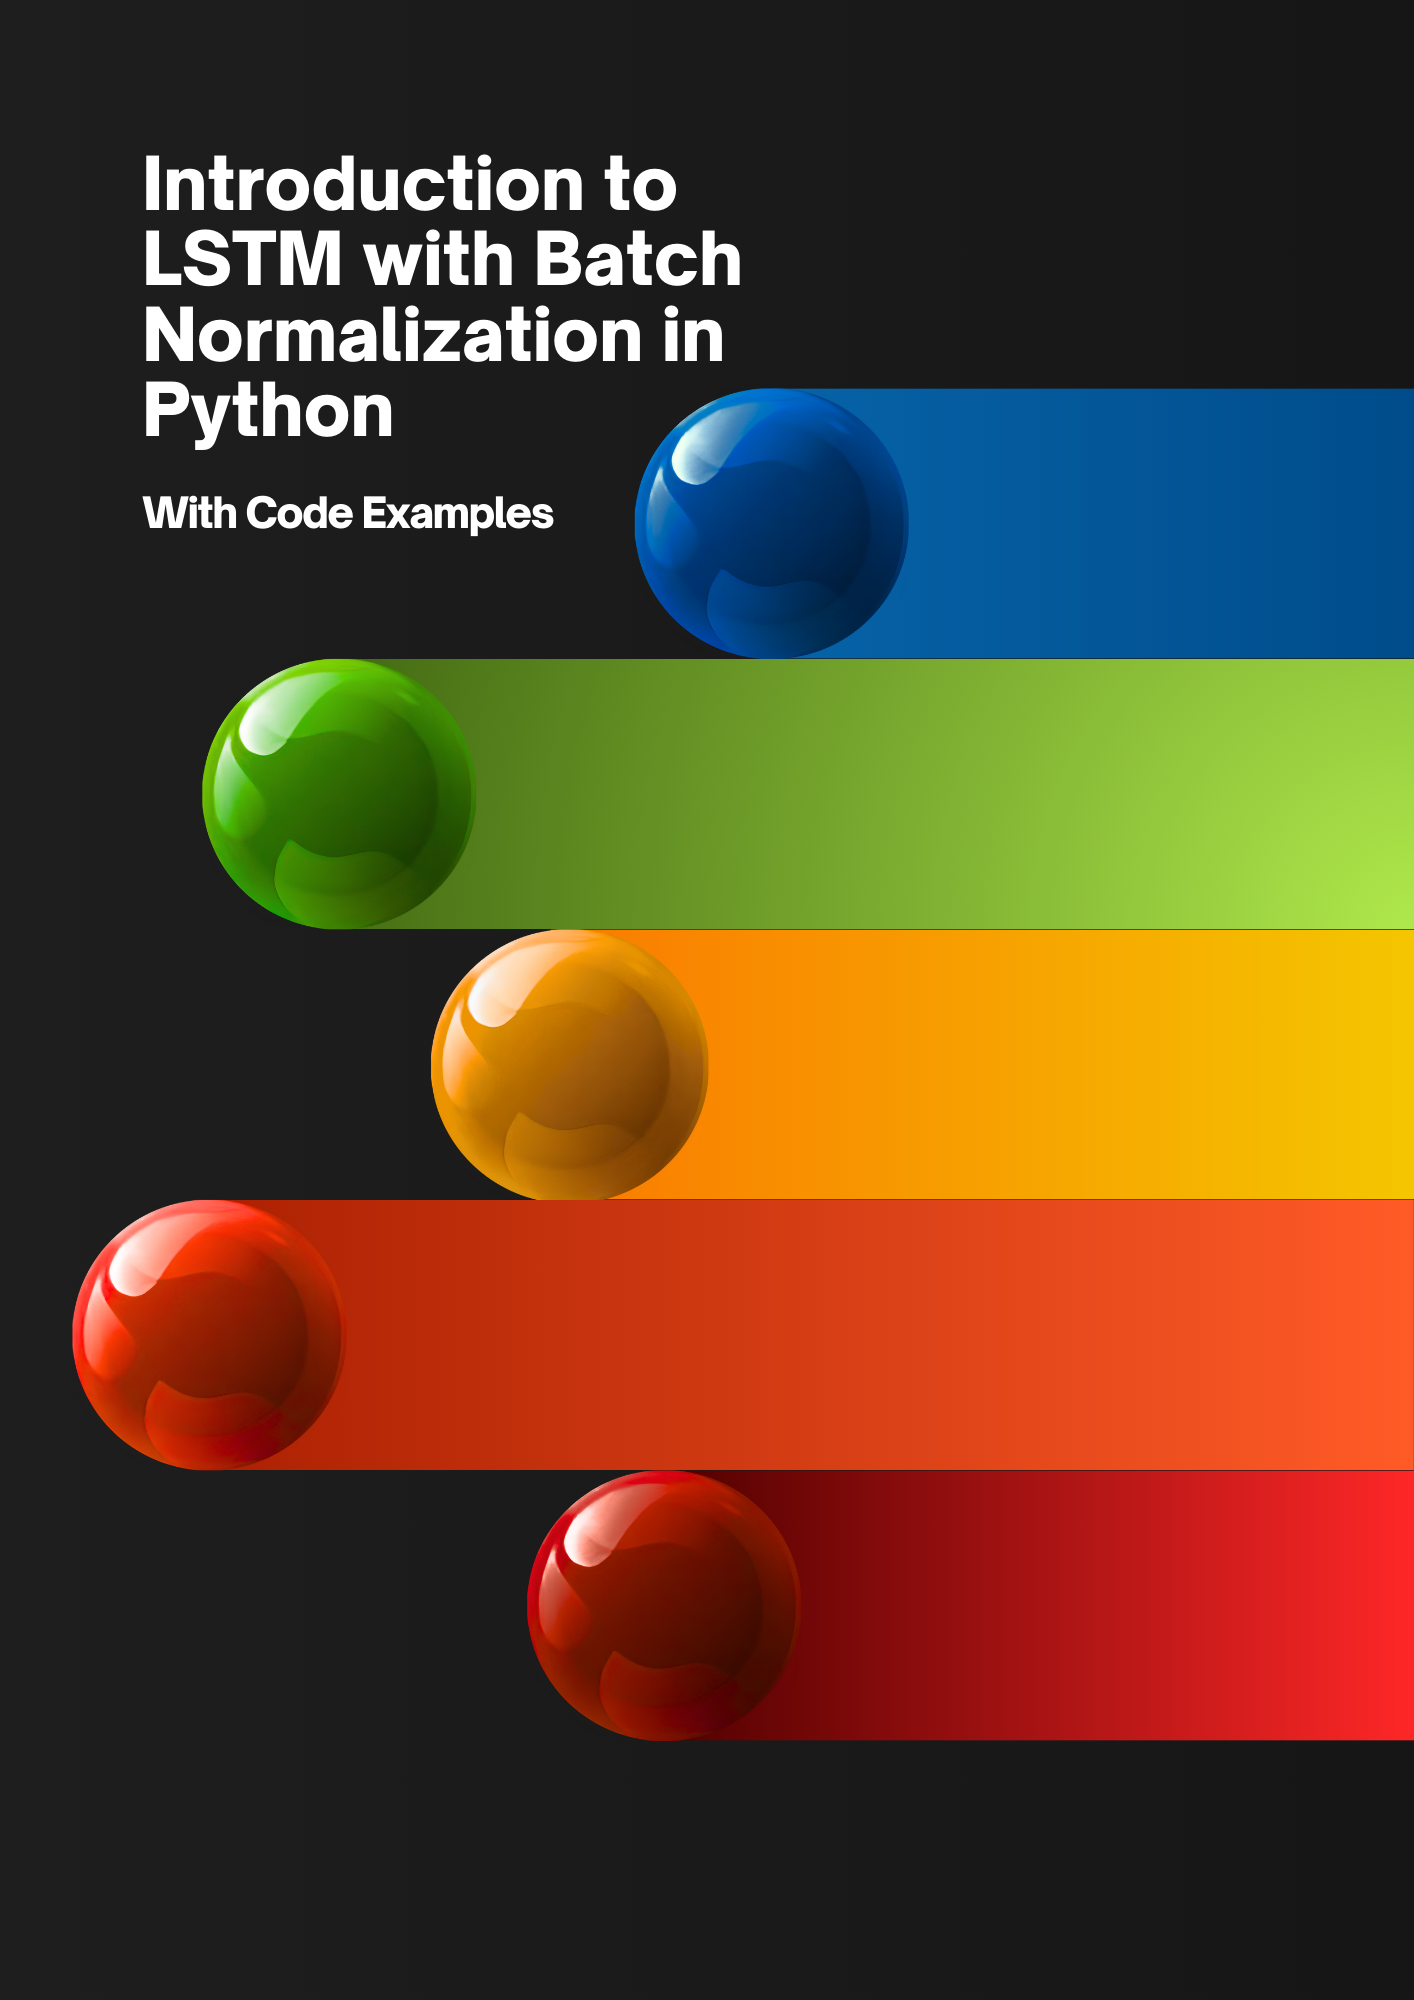 Introduction to
LSTM with Batch
Normalization in
Python
With Code Examples